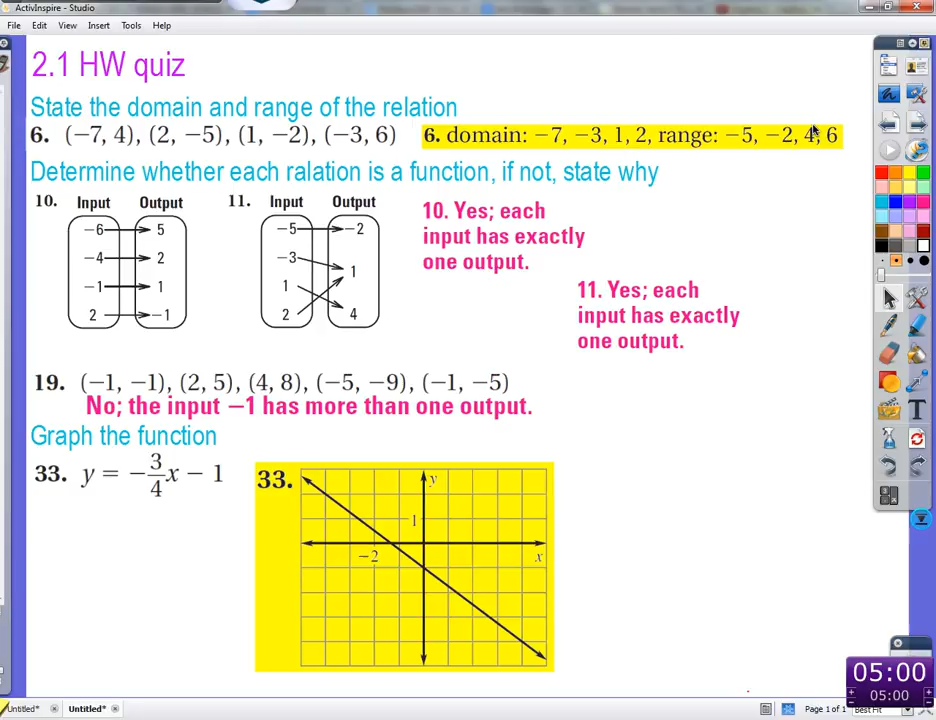 ActivInspire - Studio
File Edit View Insert Tools Help
2.1 HW quiz
State the domain and range of the relation
6. (−7, 4), (2, −5), (1, −2), (−3, 6)
6. domain: −7, −3, 1, 2, range: −5, −2, 4, 6
Determine whether each ralation is a function, if not, state why
10. Input Output
−6 5
−4 2
−1 1
2 −1
11. Input Output
−5 −2
−3 1
1
2 4
10. Yes; each
input has exactly
one output.
11. Yes; each
input has exactly
one output.
19. (−1, −1), (2, 5), (4, 8), (−5, −9), (−1, −5)
No; the input −1 has more than one output.
Graph the function
33. y = −3/4x − 1
33.
y
1
−2
x
05:00
05:00
Untitled* Untitled*
Page 1 of 1 Best Fit